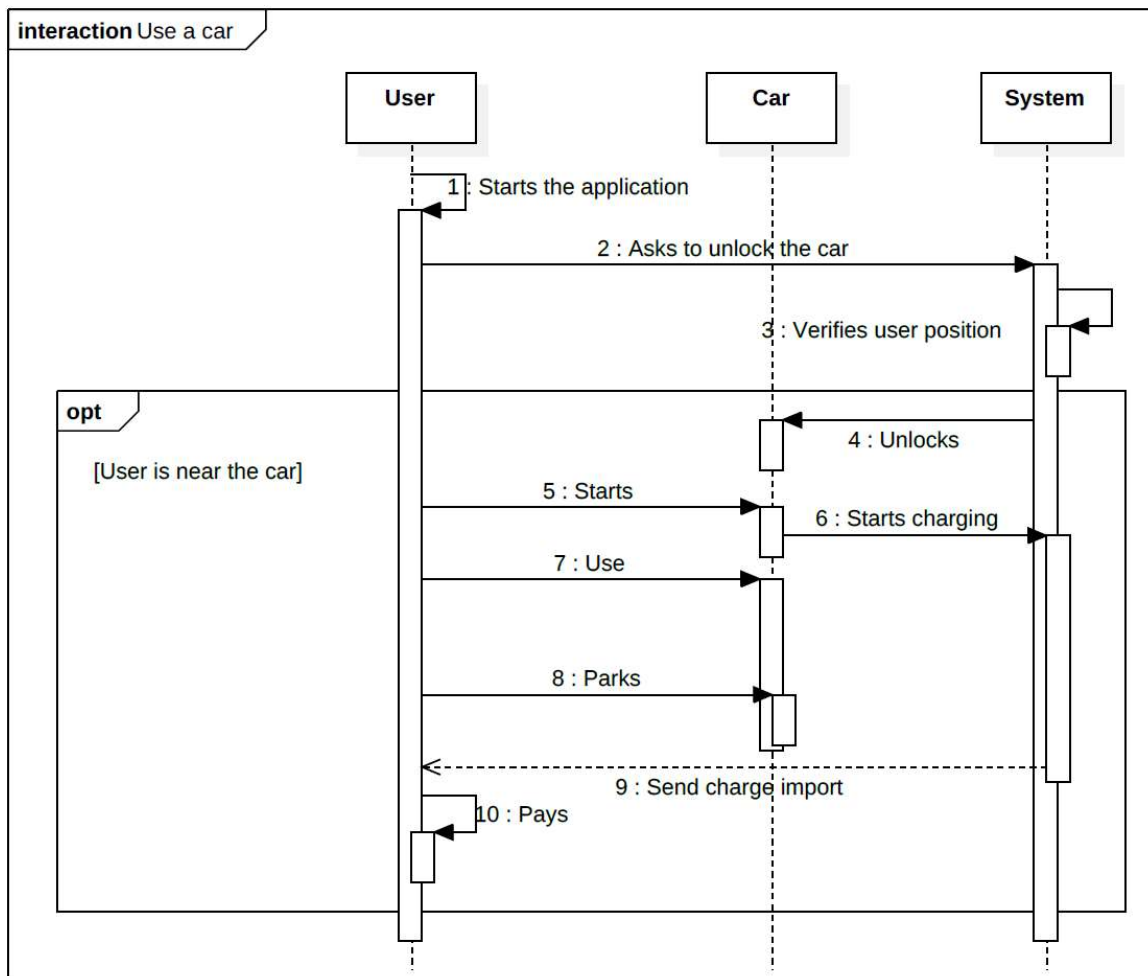 interaction Use a car
User
Car
System
1 : Starts the application
2 : Asks to unlock the car
3 : Verifies user position
opt
4 : Unlocks
[User is near the car]
5 : Starts
6 : Starts charging
7 : Use
8 : Parks
9 : Send charge import
10 : Pays